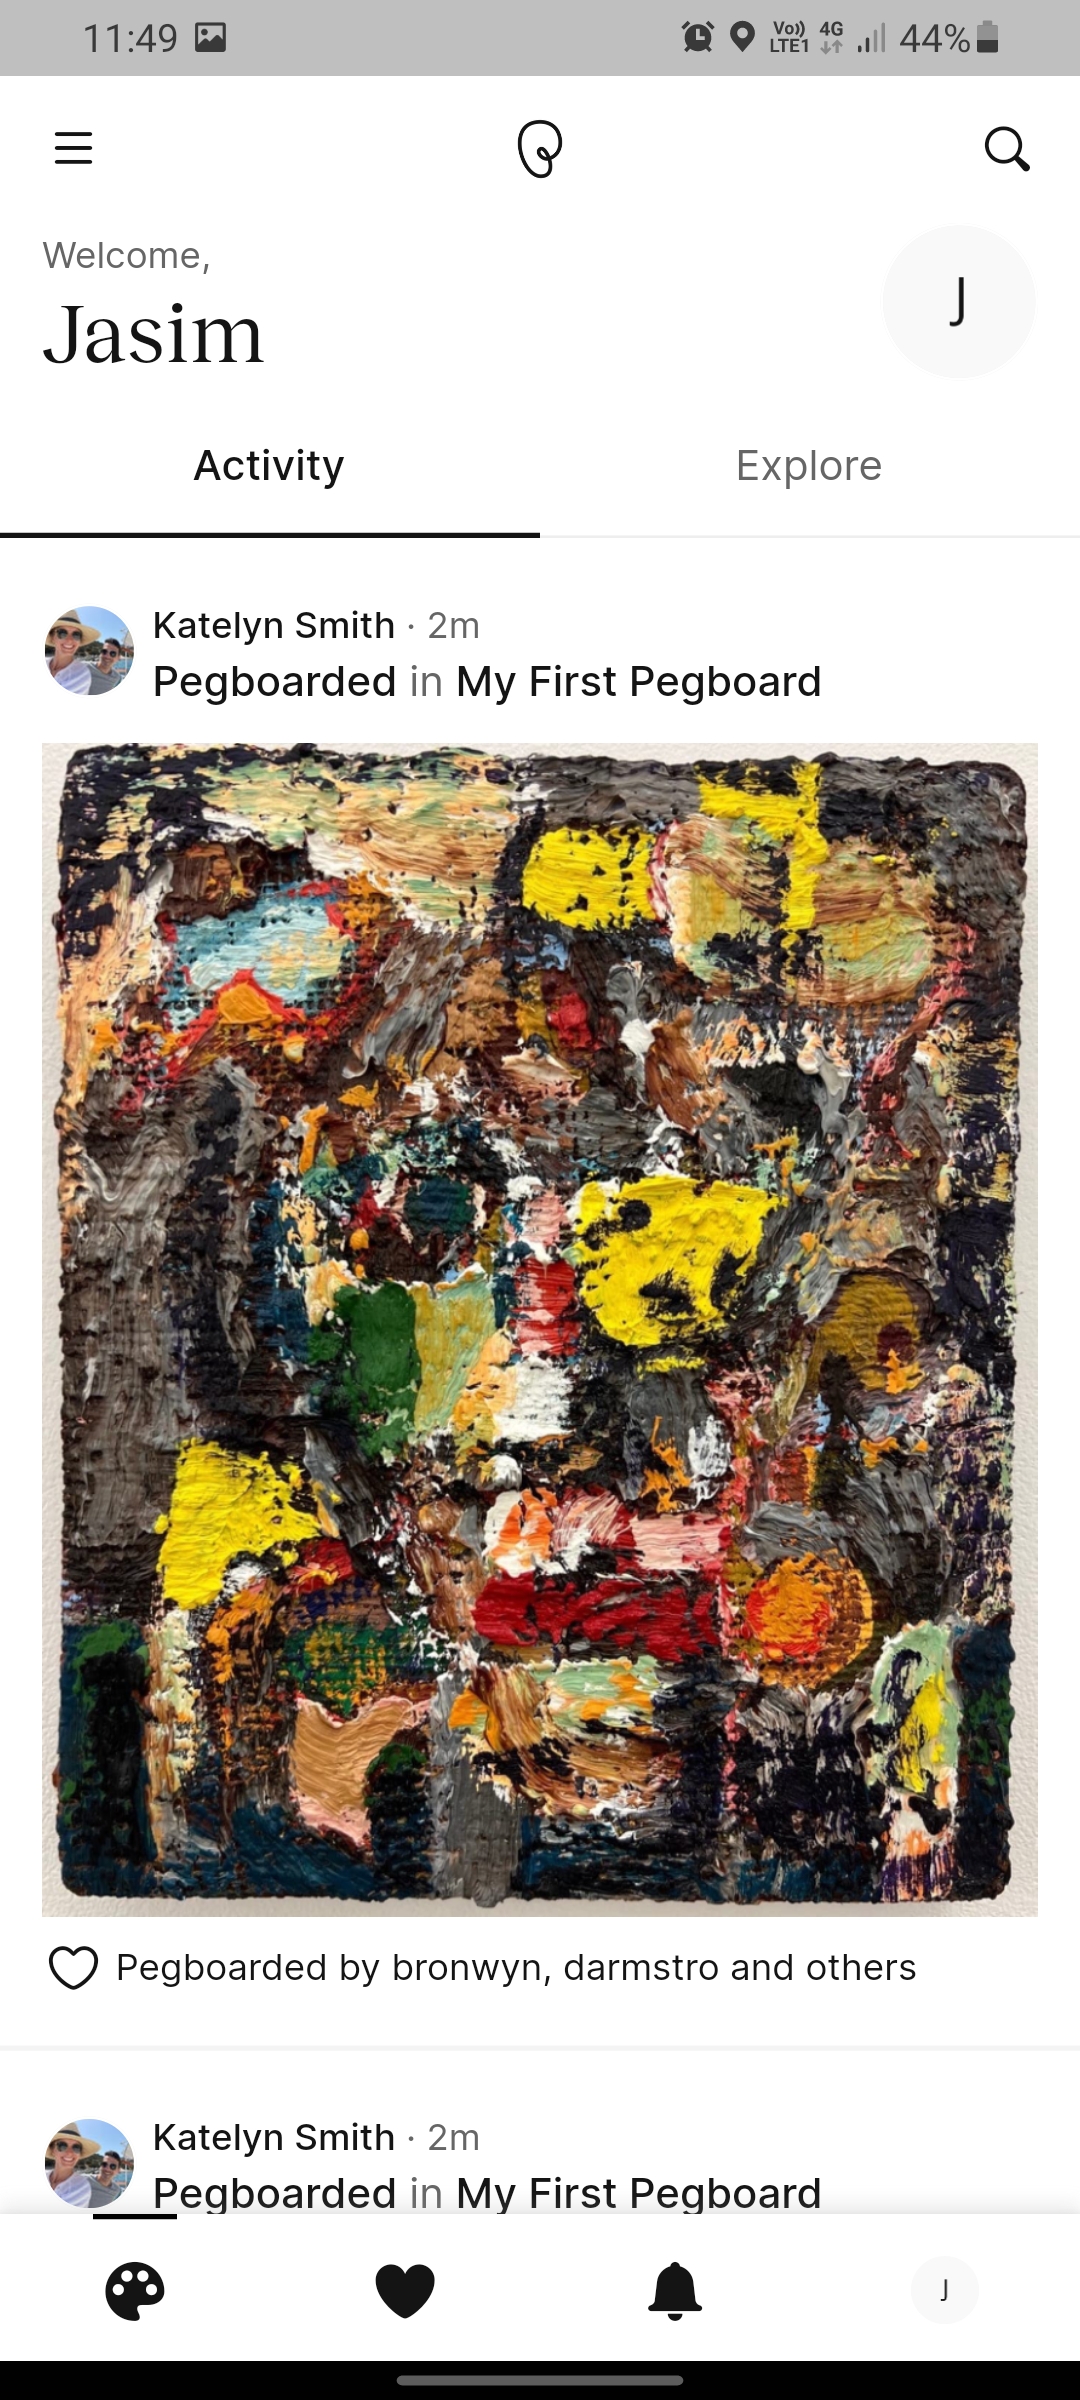 11:49
Vo)) LTE1 4G 44%
Welcome,
Jasim
J
Activity Explore
Katelyn Smith · 2m
Pegboarded in My First Pegboard
Pegboarded by bronwyn, darmstro and others
Katelyn Smith · 2m
Pegboarded in My First Pegboard
J